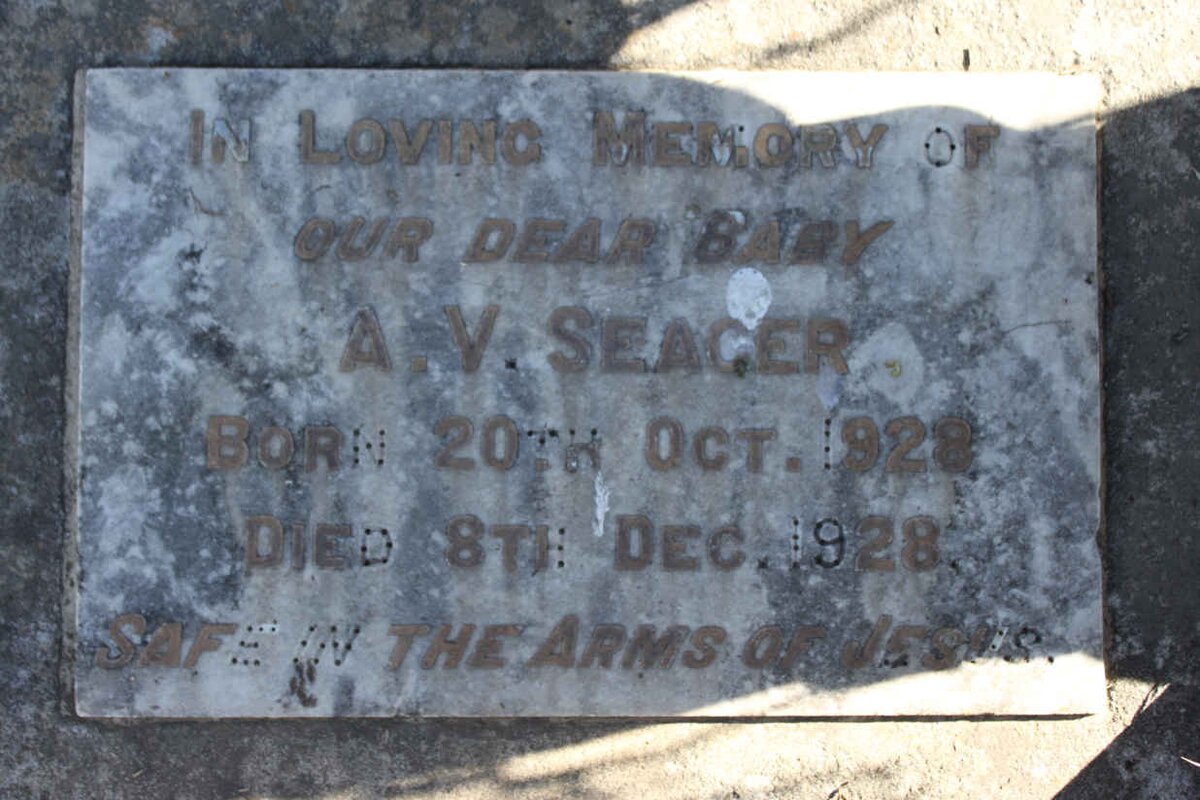 IN LOVING MEMORY OF
OUR DEAR BABY
A. V. SEAGER
BORN 20TH OCT. 1928
DIED 8TH DEC. 1928.
SAFE IN THE ARMS OF JESUS.